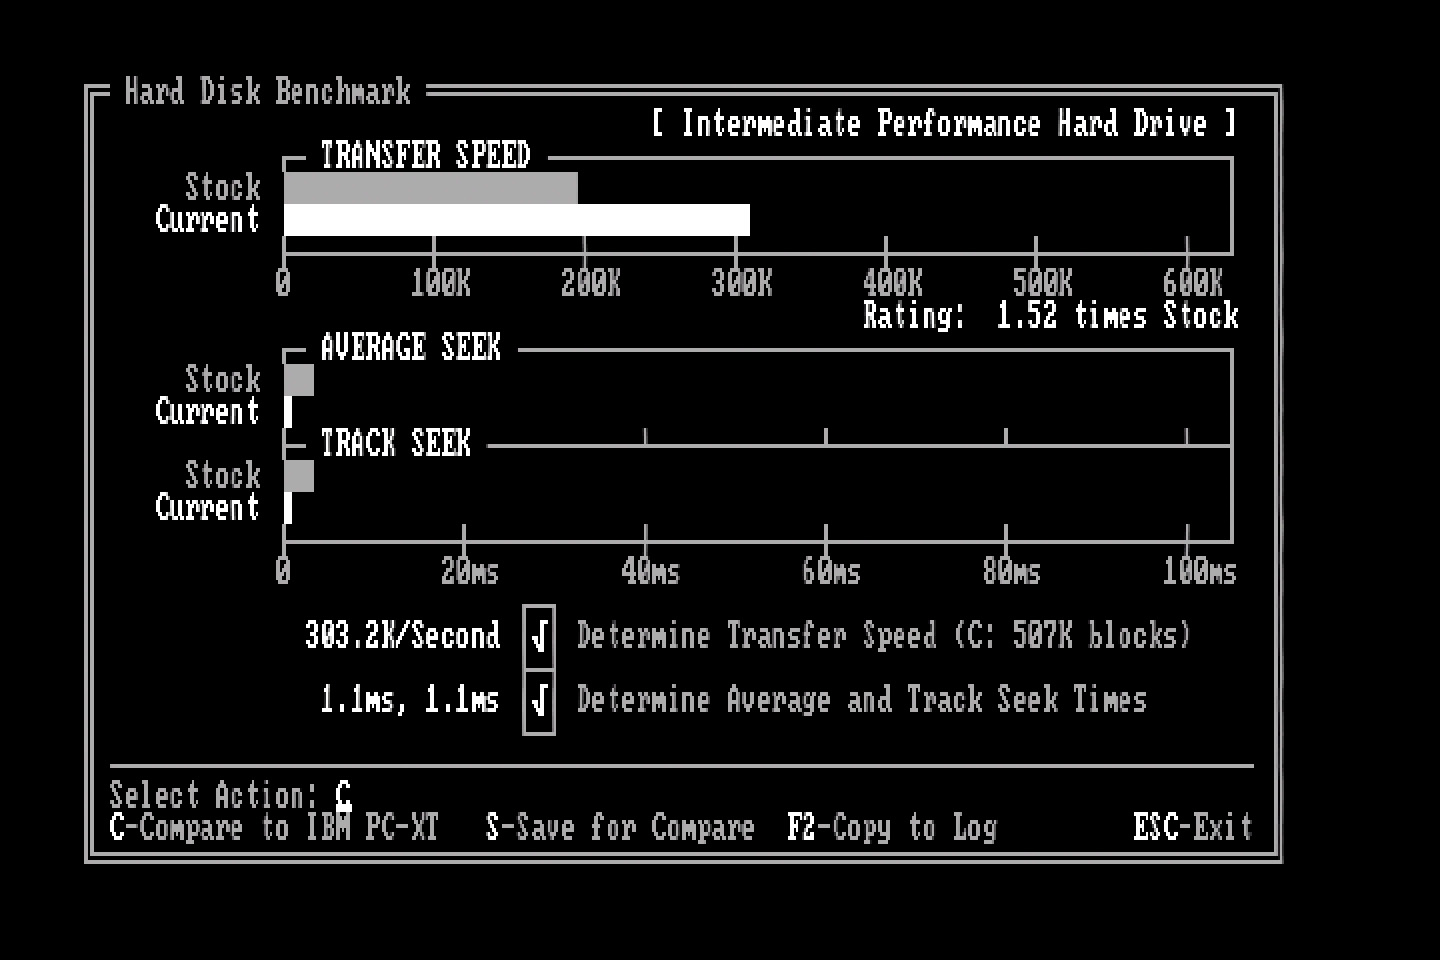 Hard Disk Benchmark
[ Intermediate Performance Hard Drive ]
TRANSFER SPEED
Stock
Current
0 100K 200K 300K 400K 500K 600K
Rating: 1.52 times Stock
AVERAGE SEEK
Stock
Current
TRACK SEEK
Stock
Current
0 20ms 40ms 60ms 80ms 100ms
303.2K/Second √ Determine Transfer Speed (C: 507K blocks)
1.1ms, 1.1ms √ Determine Average and Track Seek Times
Select Action: C
C-Compare to IBM PC-XT S-Save for Compare F2-Copy to Log ESC-Exit